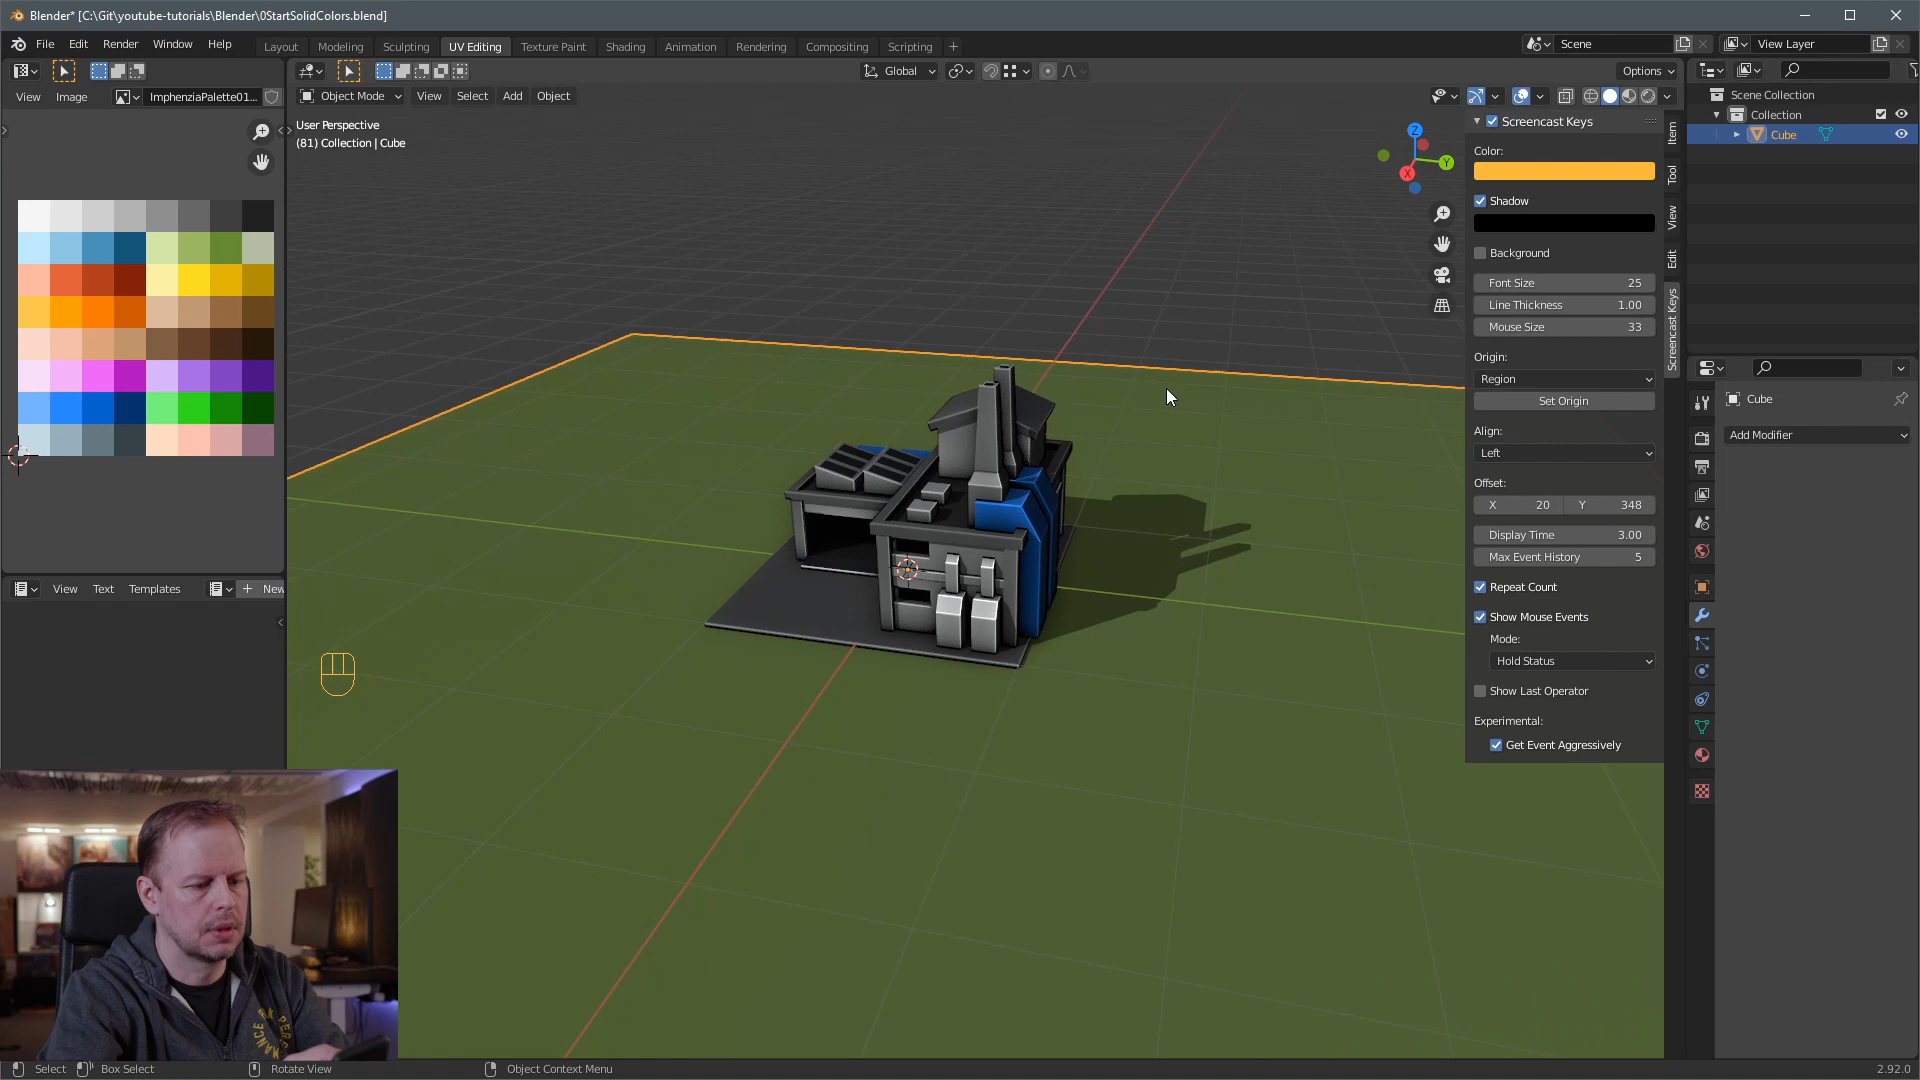 Blender* [C:\Git\youtube-tutorials\Blender\0StartSolidColors.blend]
File Edit Render Window Help
Layout Modeling Sculpting UV Editing Texture Paint Shading Animation Rendering Compositing Scripting
Scene
View Layer
Global
Options
View Image
ImphenziaPalette01...
Object Mode View Select Add Object
User Perspective
(81) Collection | Cube
Z
Y
X
Screencast Keys
Color:
Shadow
Background
Font Size 25
Line Thickness 1.00
Mouse Size 33
Origin:
Region
Set Origin
Align:
Left
Offset:
X 20 Y 348
Display Time 3.00
Max Event History 5
Repeat Count
Show Mouse Events
Mode:
Hold Status
Show Last Operator
Experimental:
Get Event Aggressively
Item
Tool
View
Edit
Screencast Keys
Scene Collection
Collection
Cube
Cube
Add Modifier
View Text Templates
New
Select Box Select Rotate View Object Context Menu
2.92.0